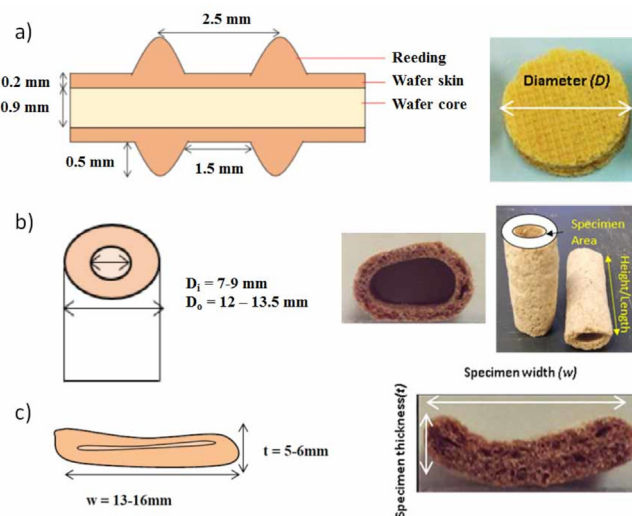 a)
2.5 mm
Reeding
Wafer skin
Wafer core
0.2 mm
0.9 mm
0.5 mm
1.5 mm
Diameter (D)
b)
Di = 7-9 mm
Do = 12 – 13.5 mm
Specimen
Area
Height/Length
c)
t = 5-6mm
w = 13-16mm
Specimen width (w)
Specimen thickness(t)